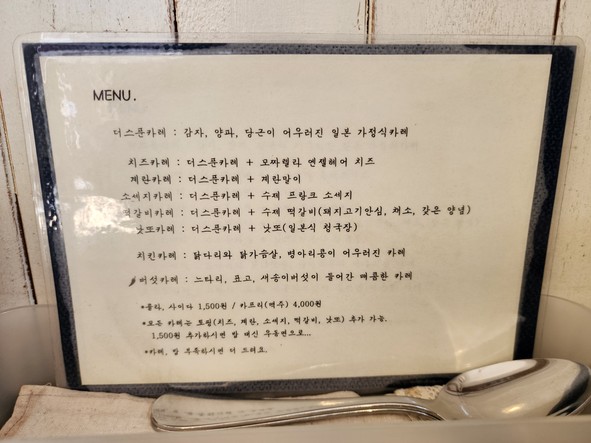 MENU.
더스푼카레 : 감자, 양파, 당근이 어우러진 일본 가정식카레
치즈카레 : 더스푼카레 + 모짜렐라 엔젤헤어 치즈
계란카레 : 더스푼카레 + 계란말이
소세지카레 : 더스푼카레 + 수제 프랑크 소세지
떡갈비카레 : 더스푼카레 + 수제 떡갈비(돼지고기안심, 채소, 갖은 양념)
낫또카레 : 더스푼카레 + 낫또(일본식 청국장)
치킨카레 : 닭다리와 닭가슴살, 병아리콩이 어우러진 카레
버섯카레 : 느타리, 표고, 새송이버섯이 들어간 매콤한 카레
*콜라, 사이다 1,500원 / 카프리(맥주) 4,000원
*모든 카레는 토핑(치즈, 계란, 소세지, 떡갈비, 낫또) 추가 가능.
1,500원 추가하시면 밥 대신 우동면으로...
*카레, 밥 부족하시면 더 드려요.